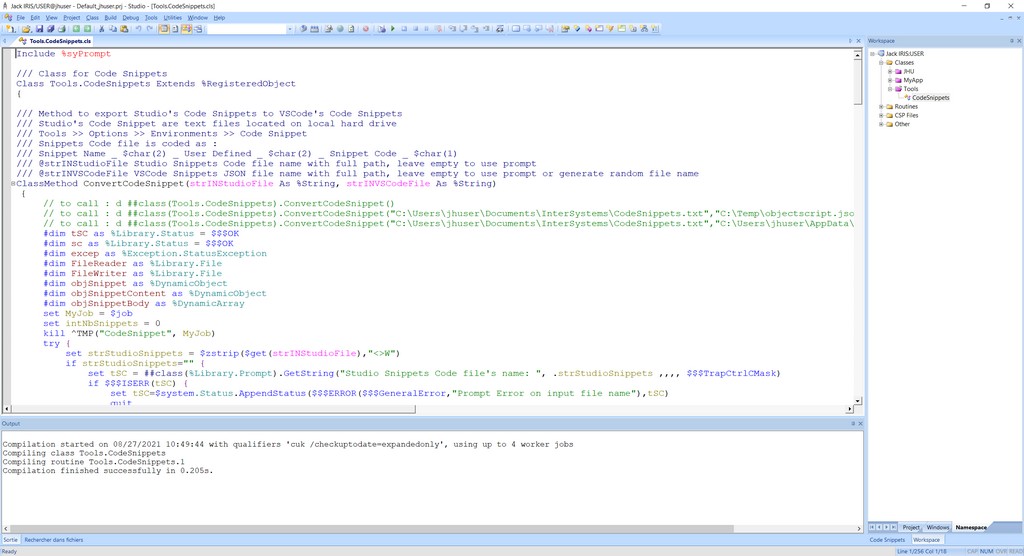 Jack IRIS/USER@jhuser - Default_jhuser.prj - Studio - [Tools.CodeSnippets.cls]
File Edit View Project Class Build Debug Tools Utilities Window Help
Tools.CodeSnippets.cls
Include %syPrompt
/// Class for Code Snippets
Class Tools.CodeSnippets Extends %RegisteredObject
{
/// Method to export Studio's Code Snippets to VSCode's Code Snippets
/// Studio's Code Snippet are text files located on local hard drive
/// Tools >> Options >> Environments >> Code Snippet
/// Snippets Code file is coded as :
/// Snippet Name _ $char(2) _ User Defined _ $char(2) _ Snippet Code _ $char(1)
/// @strINStudioFile Studio Snippets Code file name with full path, leave empty to use prompt
/// @strINVSCodeFile VSCode Snippets JSON file name with full path, leave empty to use prompt or generate random file name
ClassMethod ConvertCodeSnippet(strINStudioFile As %String, strINVSCodeFile As %String)
{
// to call : d ##class(Tools.CodeSnippets).ConvertCodeSnippet()
// to call : d ##class(Tools.CodeSnippets).ConvertCodeSnippet("C:\Users\jhuser\Documents\InterSystems\CodeSnippets.txt","C:\Temp\objectscript.jso
// to call : d ##class(Tools.CodeSnippets).ConvertCodeSnippet("C:\Users\jhuser\Documents\InterSystems\CodeSnippets.txt","C:\Users\jhuser\AppData\
#dim tSC as %Library.Status = $$$OK
#dim sc as %Library.Status = $$$OK
#dim excep as %Exception.StatusException
#dim FileReader as %Library.File
#dim FileWriter as %Library.File
#dim objSnippet as %DynamicObject
#dim objSnippetContent as %DynamicObject
#dim objSnippetBody as %DynamicArray
set MyJob = $job
set intNbSnippets = 0
kill ^TMP("CodeSnippet", MyJob)
try {
set strStudioSnippets = $zstrip($get(strINStudioFile),"<>W")
if strStudioSnippets="" {
set tSC = ##class(%Library.Prompt).GetString("Studio Snippets Code file's name: ", .strStudioSnippets ,,,, $$$TrapCtrlCMask)
if $$$ISERR(tSC) {
set tSC=$system.Status.AppendStatus($$$ERROR($$$GeneralError,"Prompt Error on input file name"),tSC)
quit
Workspace
Jack IRIS:USER
Classes
JHU
MyApp
Tools
CodeSnippets
Routines
CSP Files
Other
Project Windows Namespace
Code Snippets Workspace
Output
Compilation started on 08/27/2021 10:49:44 with qualifiers 'cuk /checkuptodate=expandedonly', using up to 4 worker jobs
Compiling class Tools.CodeSnippets
Compiling routine Tools.CodeSnippets.1
Compilation finished successfully in 0.205s.
Sortie Rechercher dans fichiers
Ready
Line 1/256 Col 1/18 CAP NUM OVR READ